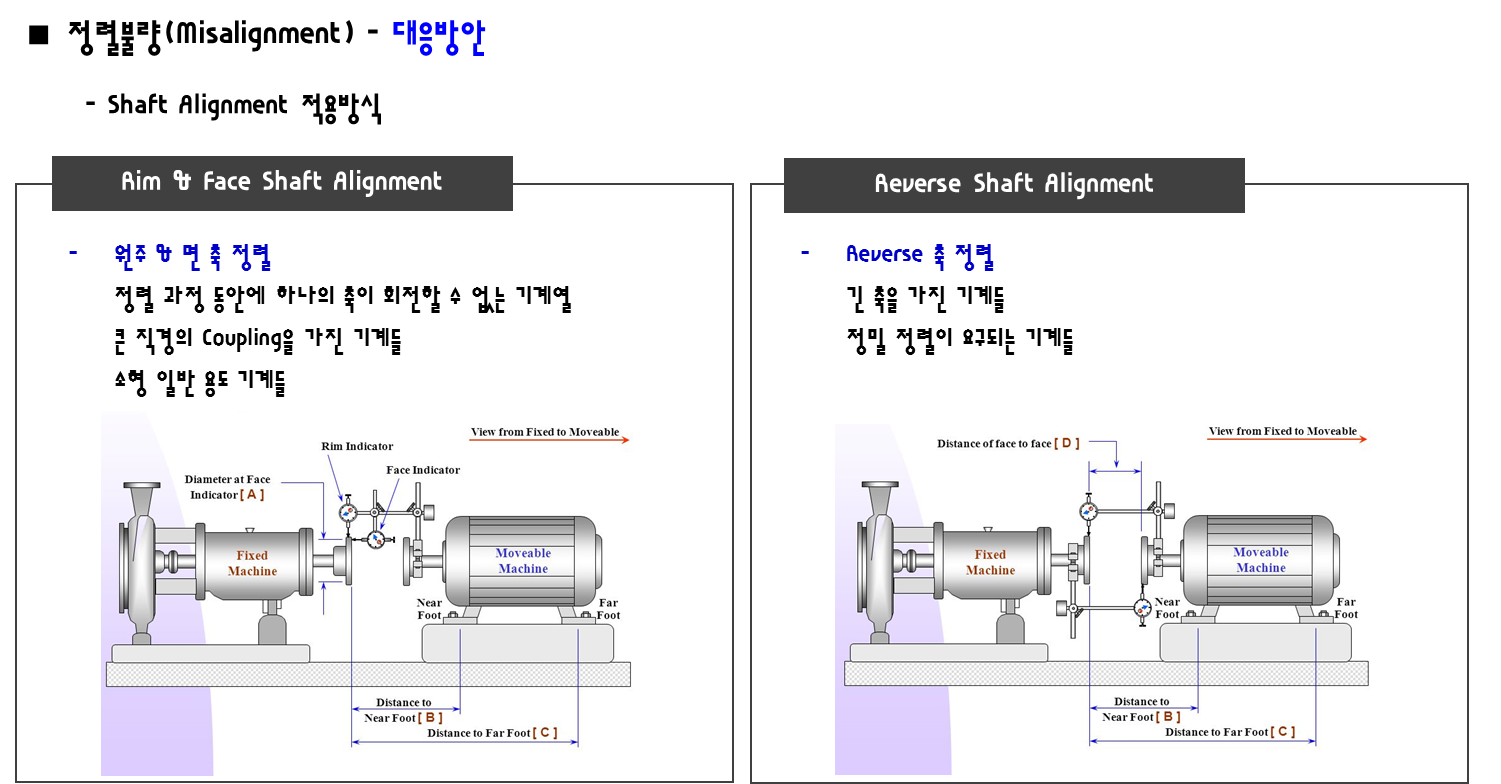 ■ 정렬불량(Misalignment) - 대응방안
- Shaft Alignment 적용방식
Rim & Face Shaft Alignment
- 원주 & 면 축 정렬
정렬 과정 동안에 하나의 축이 회전할 수 없는 기계열
큰 직경의 Coupling을 가진 기계들
소형 일반 용도 기계들
View from Fixed to Moveable
Rim Indicator
Face Indicator
Diameter at Face
Indicator [ A ]
Fixed
Machine
Moveable
Machine
Near
Foot
Far
Foot
Distance to
Near Foot [ B ]
Distance to Far Foot [ C ]
Reverse Shaft Alignment
- Reverse 축 정렬
긴 축을 가진 기계들
정밀 정렬이 요구되는 기계들
View from Fixed to Moveable
Distance of face to face [ D ]
Fixed
Machine
Moveable
Machine
Near
Foot
Far
Foot
Distance to
Near Foot [ B ]
Distance to Far Foot [ C ]